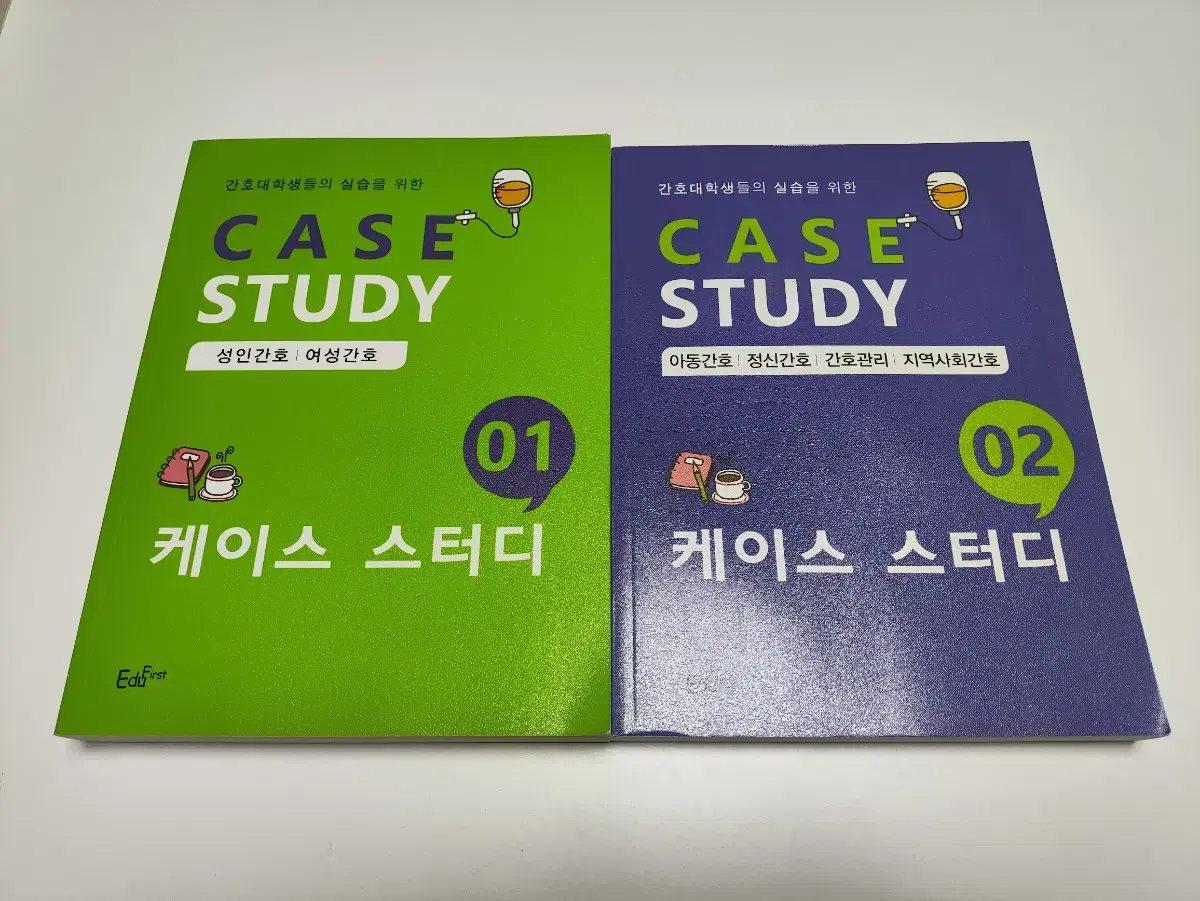 간호대학생들의 실습을 위한
CASE
STUDY
성인간호 | 여성간호
01
케이스 스터디
EduFirst
간호대학생들의 실습을 위한
CASE
STUDY
아동간호 | 정신간호 | 간호관리 | 지역사회간호
02
케이스 스터디